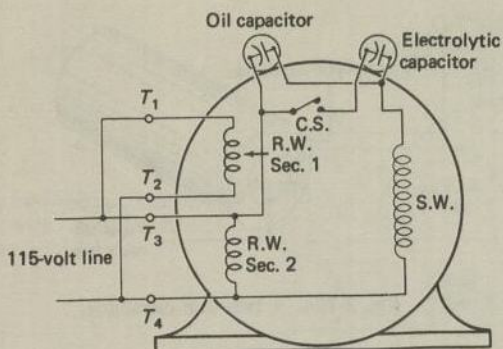 Oil capacitor
Electrolytic
capacitor
T1
C.S.
R.W.
Sec. 1
T2
S.W.
T3
R.W.
115-volt line
Sec. 2
T4